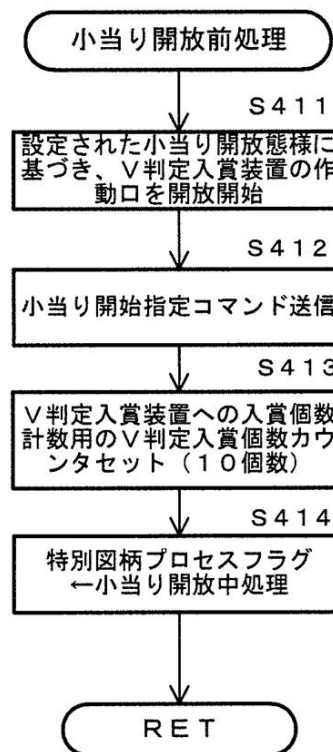 小当り開放前処理
S411
設定された小当り開放態様に
基づき、V判定入賞装置の作
動口を開放開始
S412
小当り開始指定コマンド送信
S413
V判定入賞装置への入賞個数
計数用のV判定入賞個数カウ
ンタセット（10個数）
S414
特別図柄プロセスフラグ
←小当り開放中処理
RET